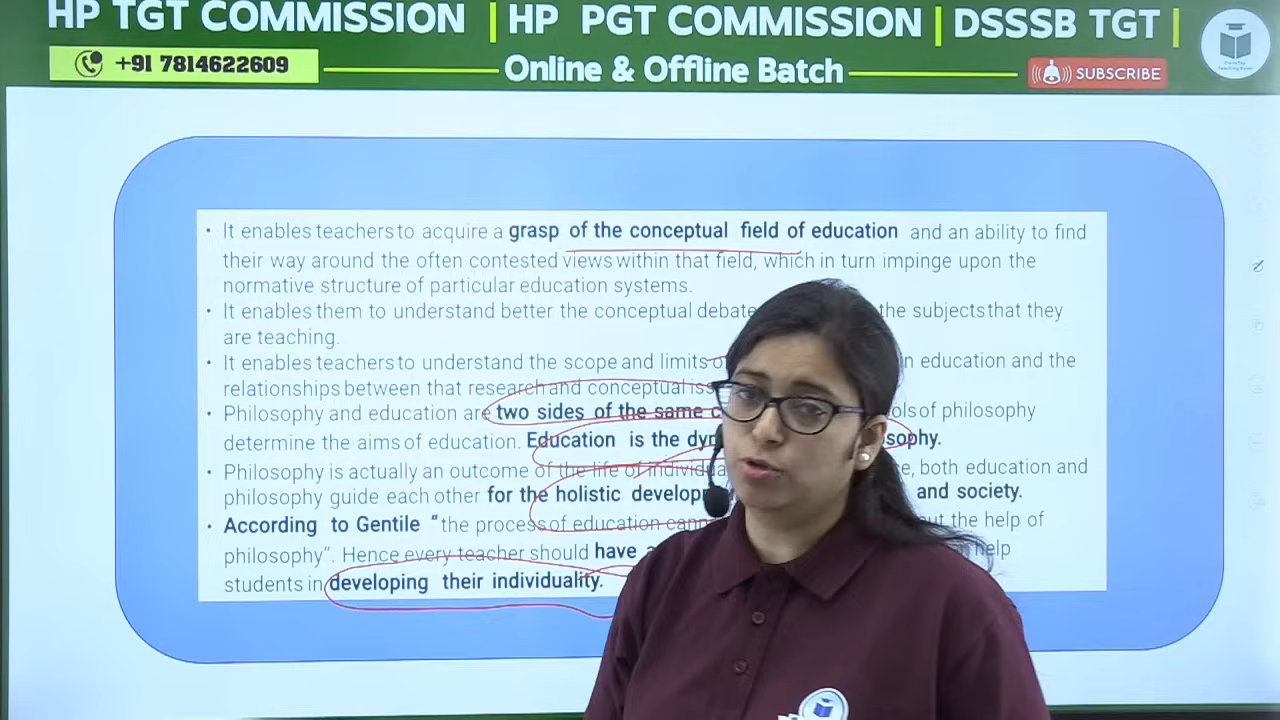 HP TGT COMMISSION | HP PGT COMMISSION | DSSSB TGT |
+91 7814622609
Online & Offline Batch
SUBSCRIBE
• It enables teachers to acquire a grasp of the conceptual field of education and an ability to find
their way around the often contested views within that field, which in turn impinge upon the
normative structure of particular education systems.
• It enables them to understand better the conceptual debate the subjects that they
are teaching.
• It enables teachers to understand the scope and limits education and the
relationships between that research and conceptual
• Philosophy and education are two sides of the same of philosophy
determine the aims of education. Education is the
• Philosophy is actually an outcome of the life of both education and
philosophy guide each other for the holistic and society.
• According to Gentile “the process of education the help of
philosophy”. Hence every teacher should have help
students in developing their individuality.